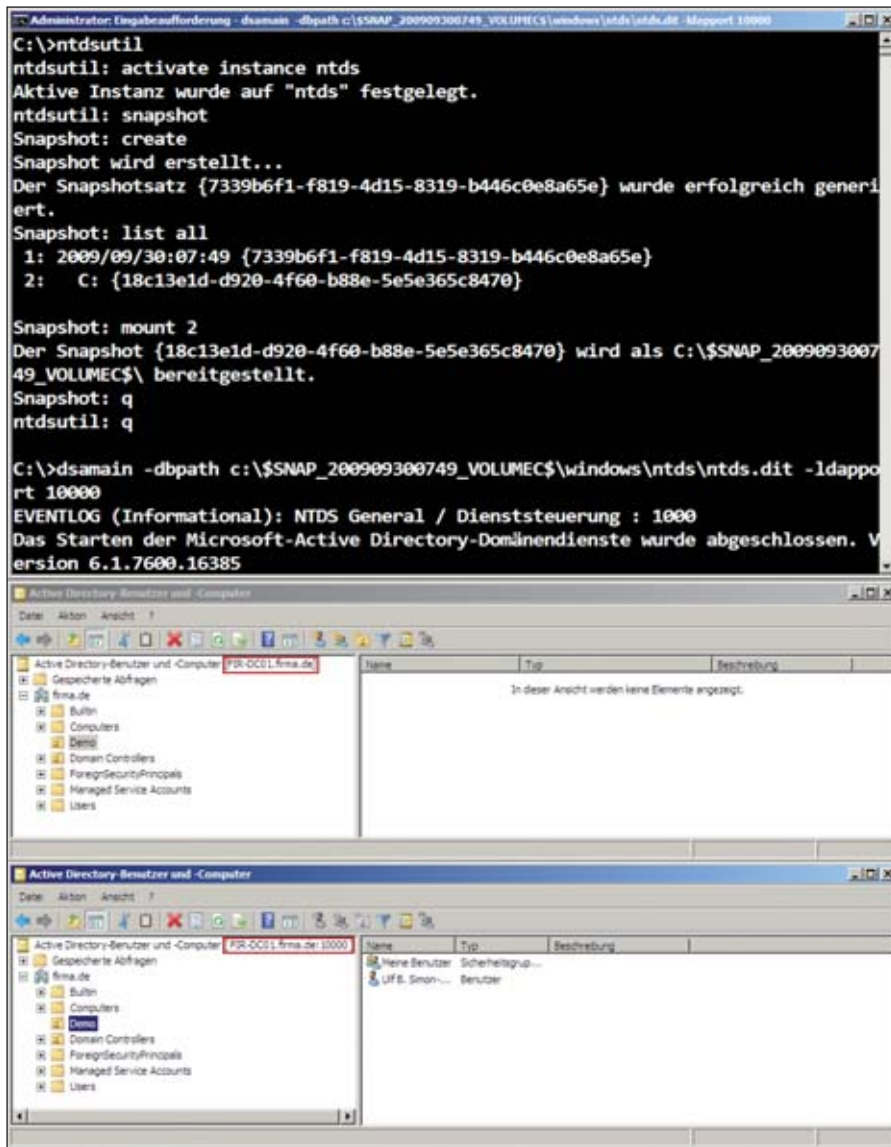 Administrator: Eingabeaufforderung - dsamain -dbpath c:\$SNAP_200909300749_VOLUMEC$\windows\ntds\ntds.dit -ldapport 10000
C:\>ntdsutil
ntdsutil: activate instance ntds
Aktive Instanz wurde auf "ntds" festgelegt.
ntdsutil: snapshot
Snapshot: create
Snapshot wird erstellt...
Der Snapshotsatz {7339b6f1-f819-4d15-8319-b446c0e8a65e} wurde erfolgreich generi
ert.
Snapshot: list all
1: 2009/09/30:07:49 {7339b6f1-f819-4d15-8319-b446c0e8a65e}
2: C: {18c13e1d-d920-4f60-b88e-5e5e365c8470}
Snapshot: mount 2
Der Snapshot {18c13e1d-d920-4f60-b88e-5e5e365c8470} wird als C:\$SNAP_2009093007
49_VOLUMEC$\ bereitgestellt.
Snapshot: q
ntdsutil: q
C:\>dsamain -dbpath c:\$SNAP_200909300749_VOLUMEC$\windows\ntds\ntds.dit -ldappo
rt 10000
EVENTLOG (Informational): NTDS General / Dienststeuerung : 1000
Das Starten der Microsoft-Active Directory-Domänendienste wurde abgeschlossen. V
ersion 6.1.7600.16385
Active Directory-Benutzer und -Computer
Datei Aktion Ansicht ?
Active Directory-Benutzer und -Computer [FIR-DC01.firma.de]
Name Typ Beschreibung
Gespeicherte Abfragen
In dieser Ansicht werden keine Elemente angezeigt.
firma.de
Builtin
Computers
Demo
Domain Controllers
ForeignSecurityPrincipals
Managed Service Accounts
Users
Active Directory-Benutzer und -Computer
Datei Aktion Ansicht ?
Active Directory-Benutzer und -Computer [FIR-DC01.firma.de:10000
Name Typ Beschreibung
Gespeicherte Abfragen
Meine Benutzer Sicherheitsgrup...
firma.de
Ulf B. Simon-... Benutzer
Builtin
Computers
Demo
Domain Controllers
ForeignSecurityPrincipals
Managed Service Accounts
Users